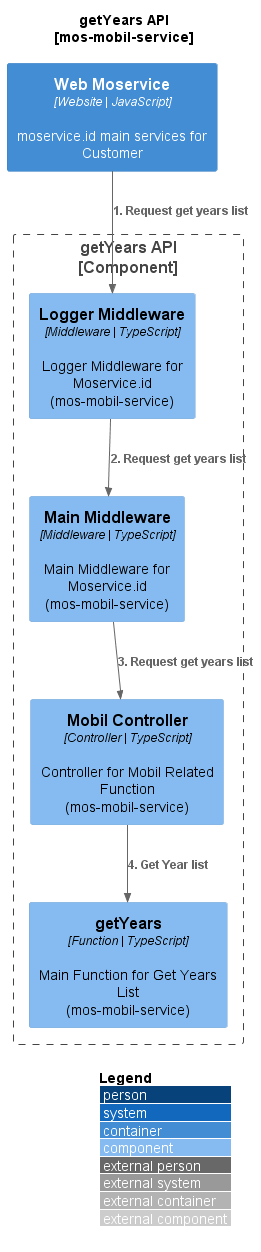 getYears API
[mos-mobil-service]
Web Moservice
[Website | JavaScript]
moservice.id main services for
Customer
1. Request get years list
getYears API
[Component]
Logger Middleware
[Middleware | TypeScript]
Logger Middleware for
Moservice.id
(mos-mobil-service)
2. Request get years list
Main Middleware
[Middleware | TypeScript]
Main Middleware for
Moservice.id
(mos-mobil-service)
3. Request get years list
Mobil Controller
[Controller | TypeScript]
Controller for Mobil Related
Function
(mos-mobil-service)
4. Get Year list
getYears
[Function | TypeScript]
Main Function for Get Years
List
(mos-mobil-service)
Legend
person
system
container
component
external person
external system
external container
external component